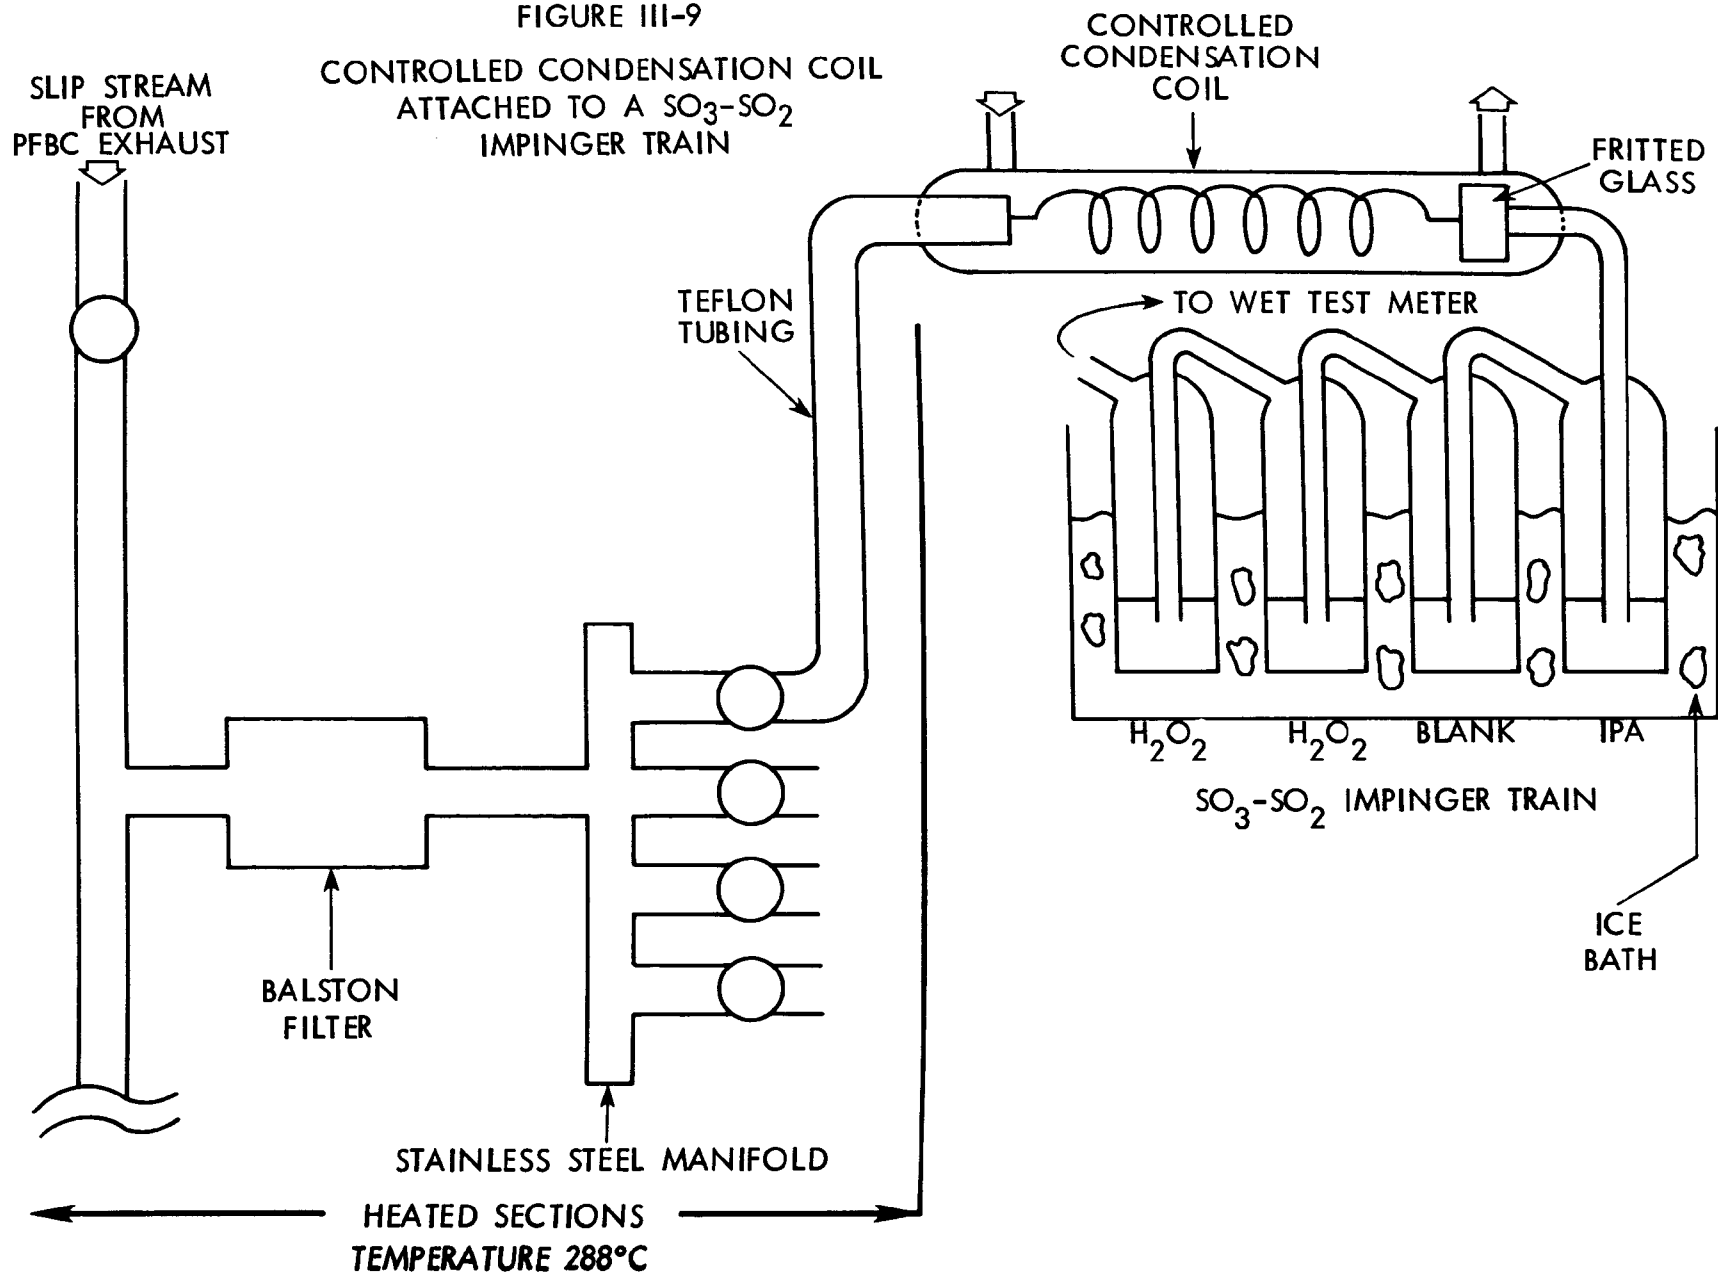 FIGURE III-9
CONTROLLED CONDENSATION COIL
ATTACHED TO A SO3-SO2
IMPINGER TRAIN
SLIP STREAM
FROM
PFBC EXHAUST
CONTROLLED
CONDENSATION
COIL
FRITTED
GLASS
TEFLON
TUBING
TO WET TEST METER
H2O2
H2O2
BLANK
IPA
SO3-SO2 IMPINGER TRAIN
ICE
BATH
BALSTON
FILTER
STAINLESS STEEL MANIFOLD
HEATED SECTIONS
TEMPERATURE 288°C